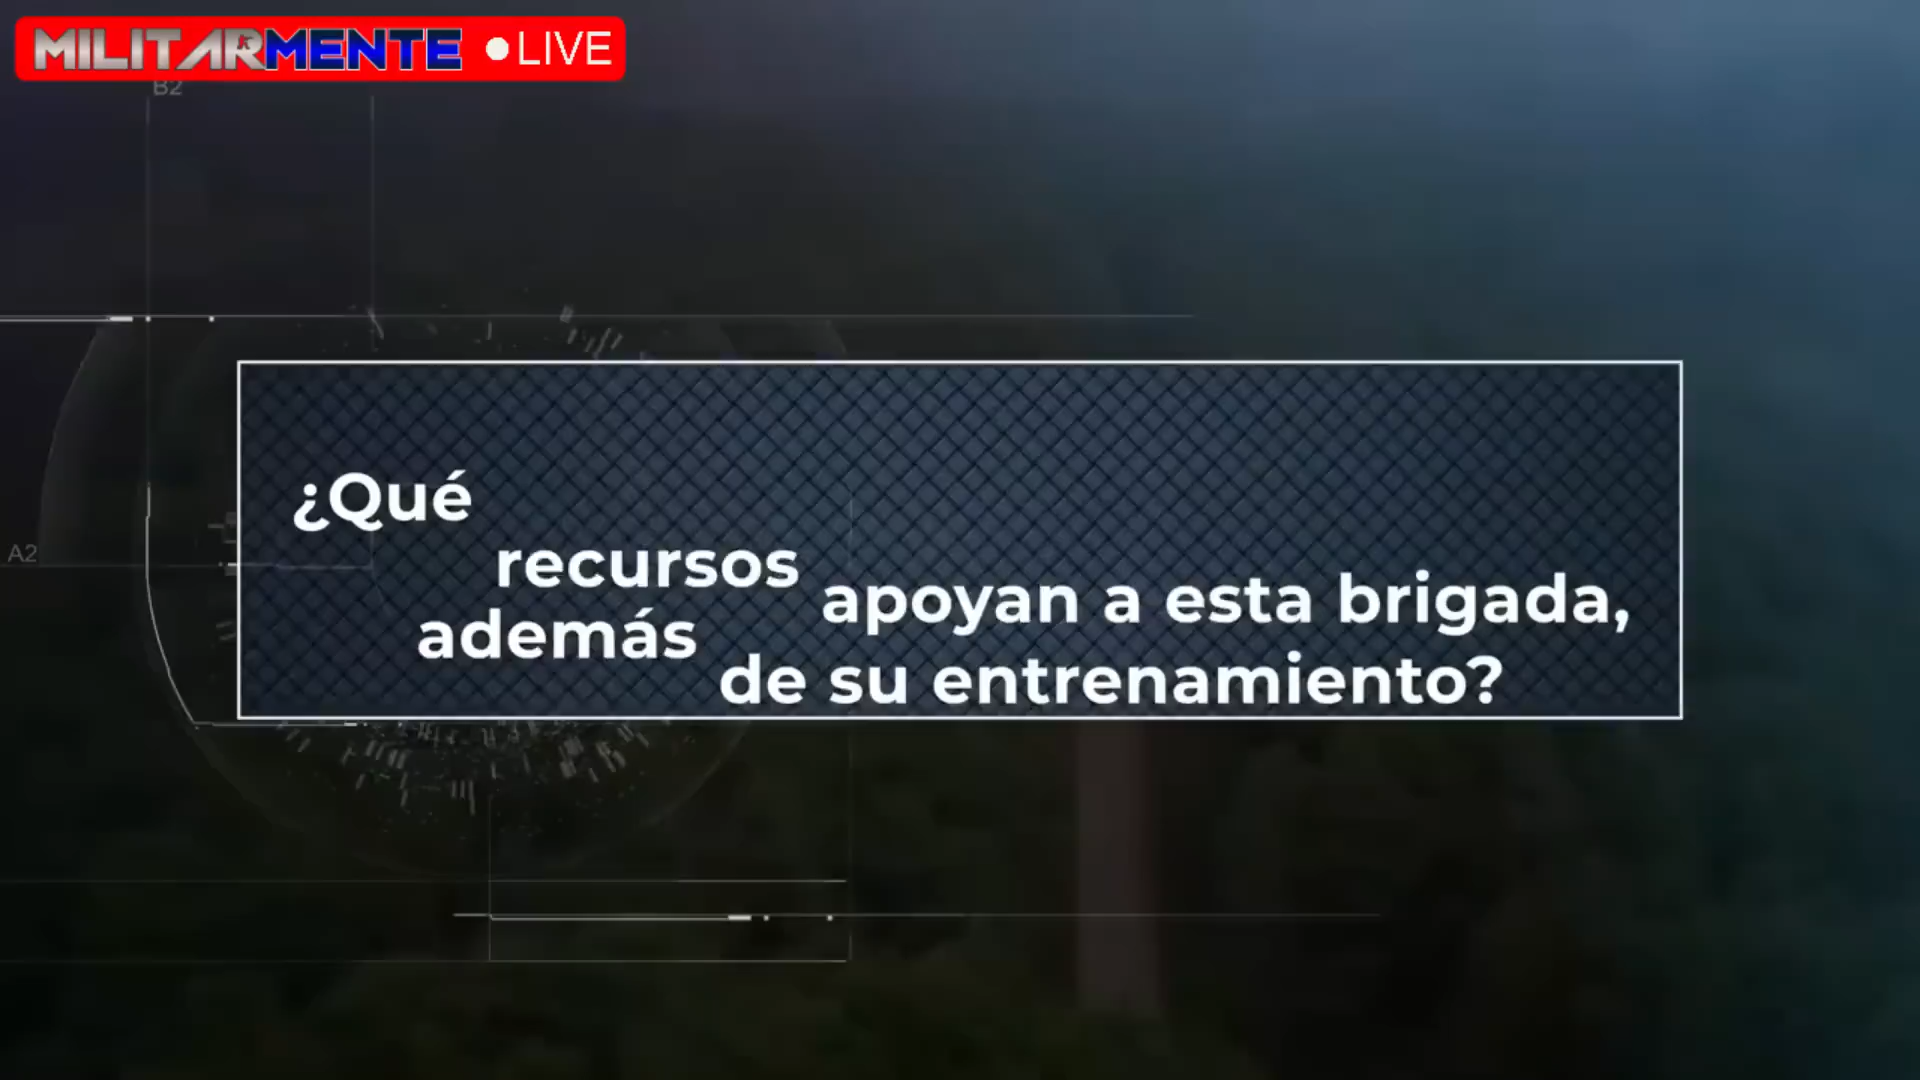 MILITARMENTE LIVE
B2
A2
¿Qué recursos apoyan a esta brigada,
además de su entrenamiento?